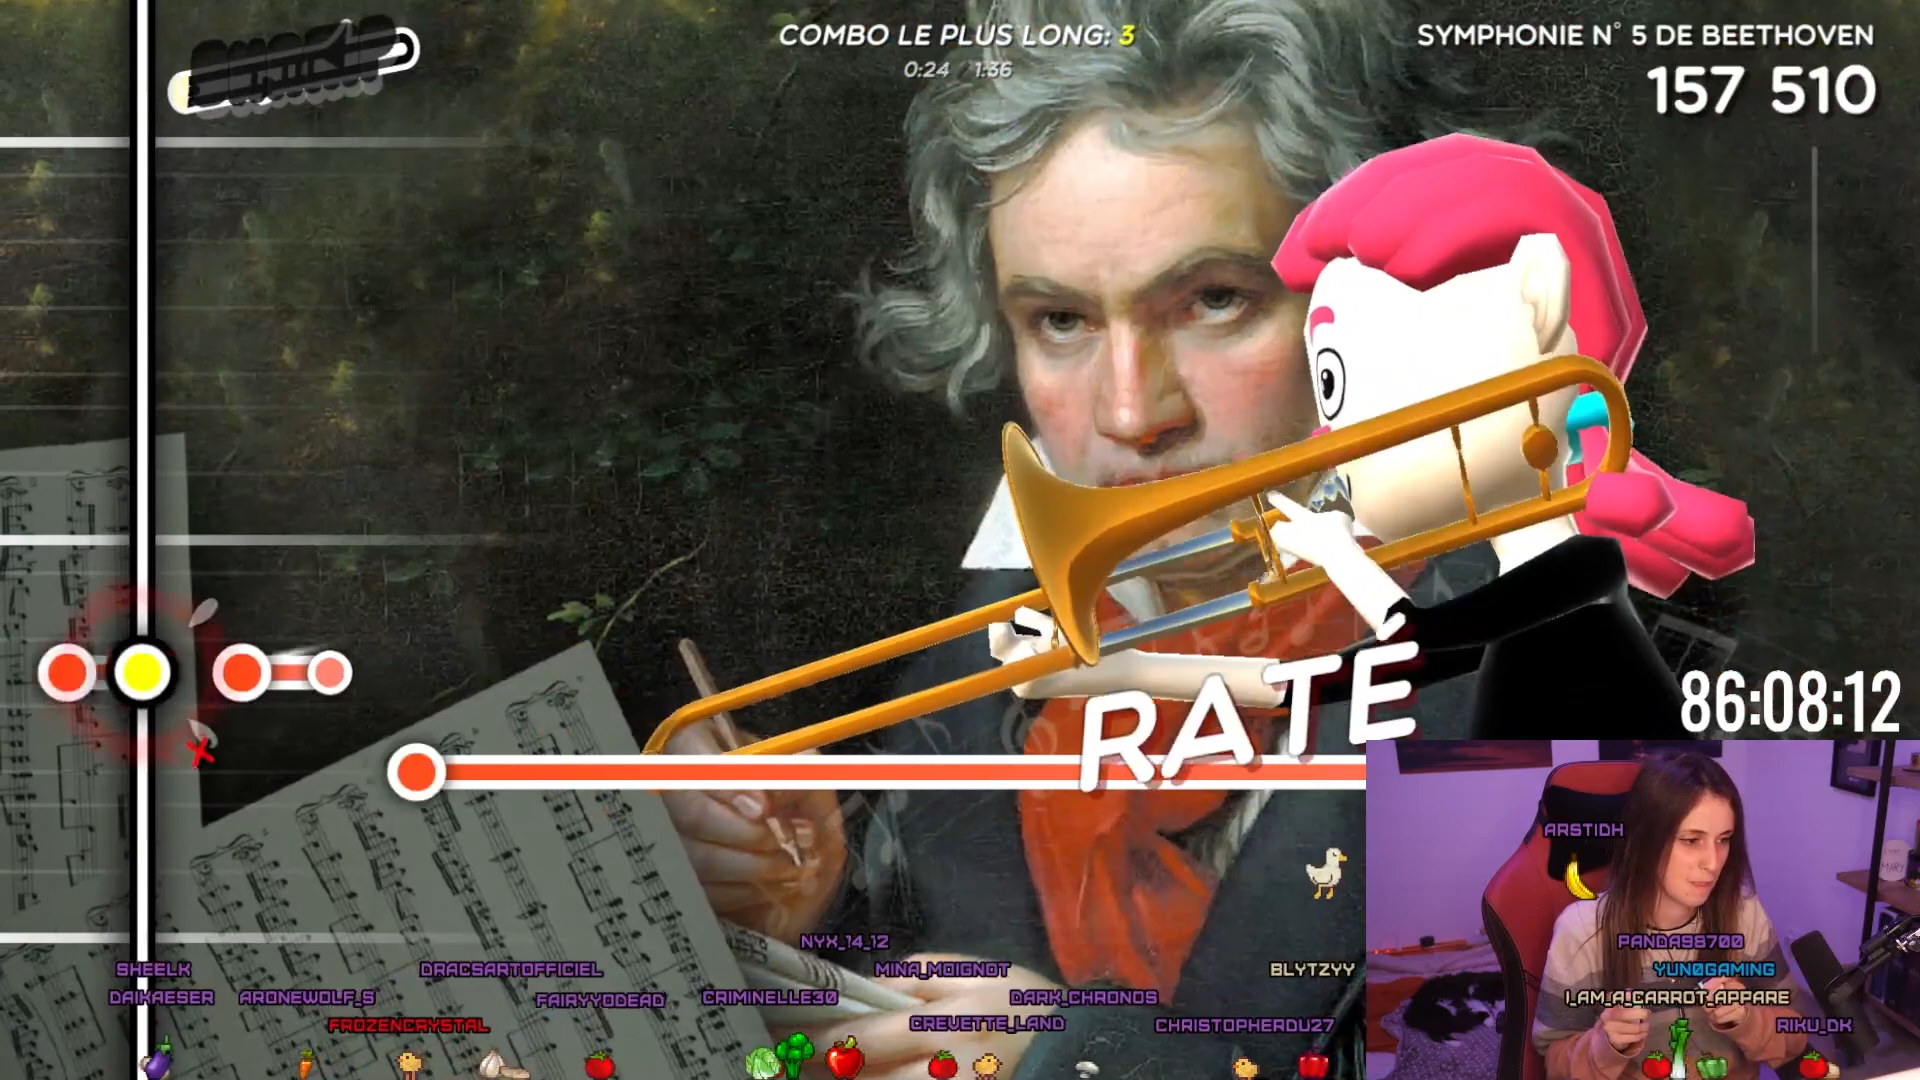 COMBO LE PLUS LONG: 3
0:24 / 1:36
SYMPHONIE N° 5 DE BEETHOVEN
157 510
RATÉ
86:08:12
ARSTIDH
NYX_14_12
PANDA98700
SHEELK
DRACSARTOFFICIEL
MINA_MOIGNOT
BLYTZYY
YUN0GAMING
DAIKAESER
ARONEWOLF_S
FAIRYYODEAD
CRIMINELLE30
DARK_CHRONOS
I_AM_A_CARROT_APPARE
FROZENCRYSTAL
CREVETTE_LAND
CHRISTOPHERDU27
RIKU_DK